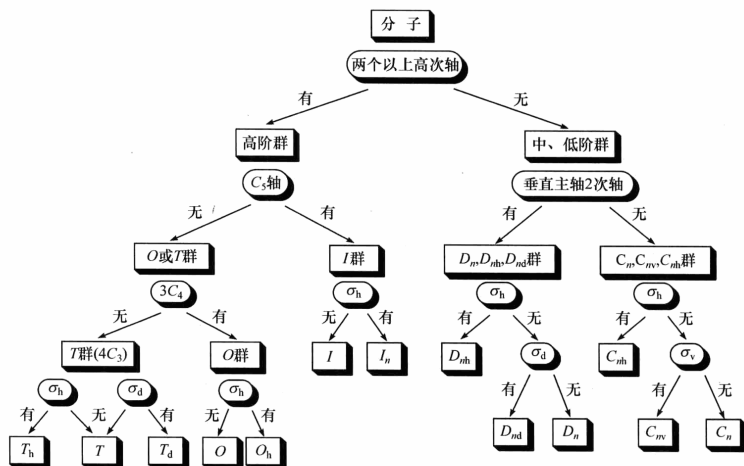 分 子
两个以上高次轴
有 无
高阶群 中、低阶群
C₅轴 垂直主轴2次轴
无 有 有 无
O或T群 I群 Dₙ,Dₙₕ,Dₙd群 Cₙ,Cₙᵥ,Cₙₕ群
3C₄ σₕ σₕ σₕ
无 有 无 有 有 无 有 无
T群(4C₃) O群 I Iₙ Dₙₕ σd Cₙₕ σᵥ
σₕ σd σₕ 有 无 有 无
有 无 有 无 有 Dₙd Dₙ Cₙᵥ Cₙ
Tₕ T Td O Oₕ